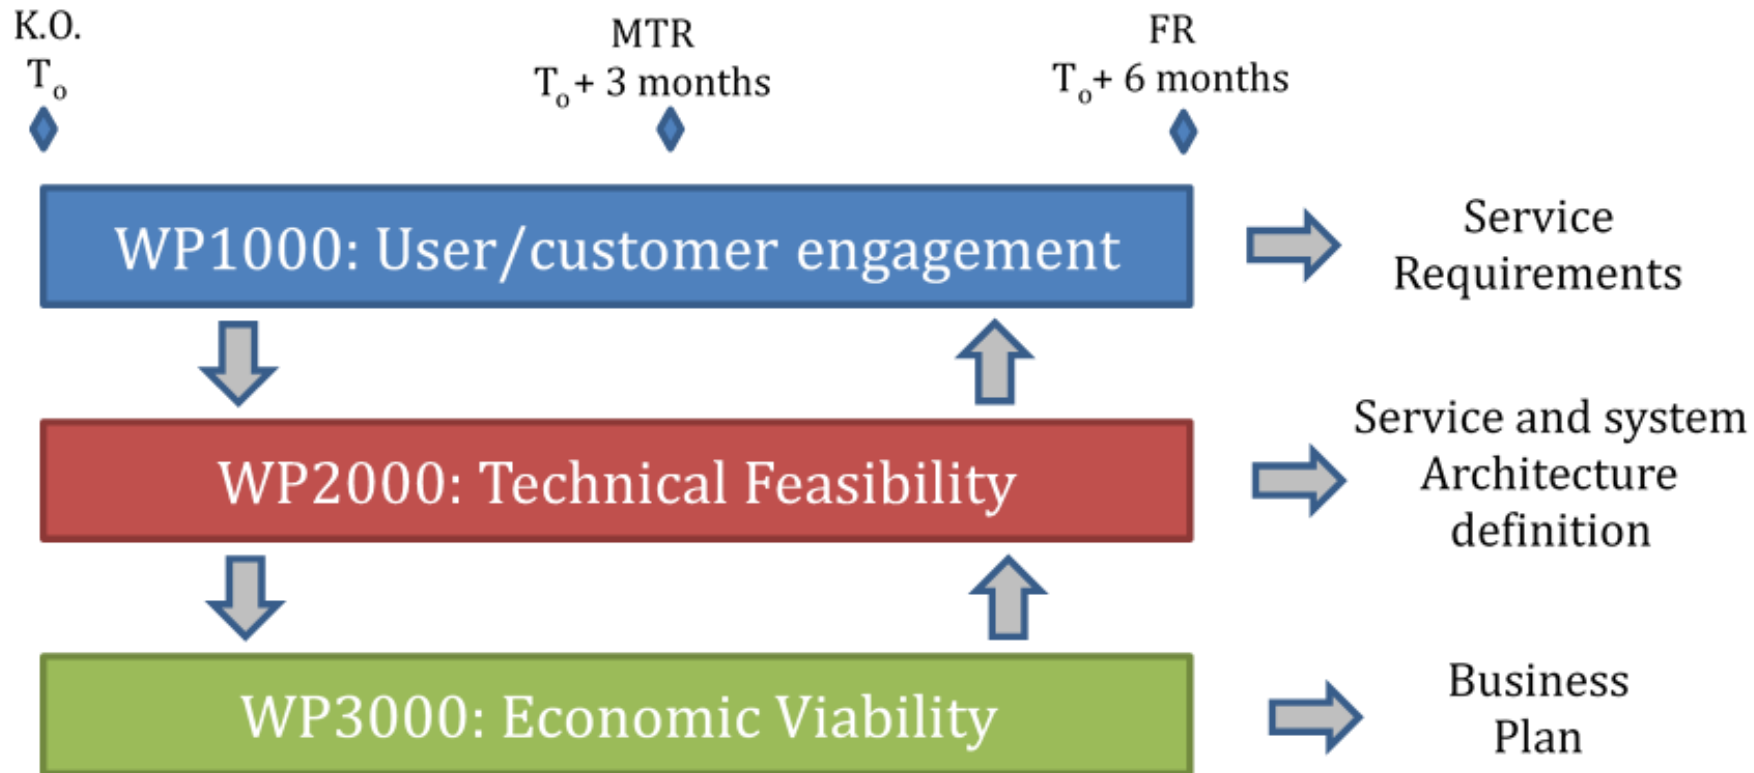 K.O.
To
MTR
To + 3 months
FR
To + 6 months
WP1000: User/customer engagement
Service
Requirements
WP2000: Technical Feasibility
Service and system
Architecture
definition
WP3000: Economic Viability
Business
Plan